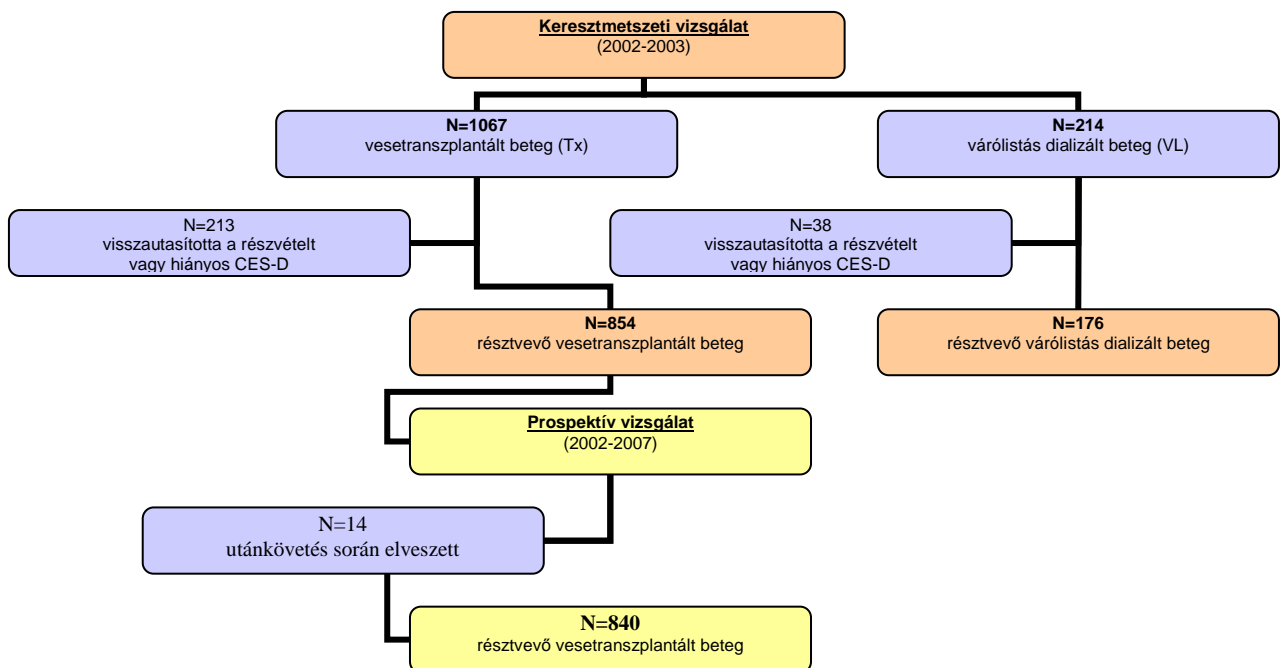 Keresztmetszeti vizsgálat
(2002-2003)
N=1067
vesetranszplantált beteg (Tx)
N=214
várólistás dializált beteg (VL)
N=213
visszautasította a részvételt
vagy hiányos CES-D
N=38
visszautasította a részvételt
vagy hiányos CES-D
N=854
résztvevő vesetranszplantált beteg
N=176
résztvevő várólistás dializált beteg
Prospektív vizsgálat
(2002-2007)
N=14
utánkövetés során elveszett
N=840
résztvevő vesetranszplantált beteg